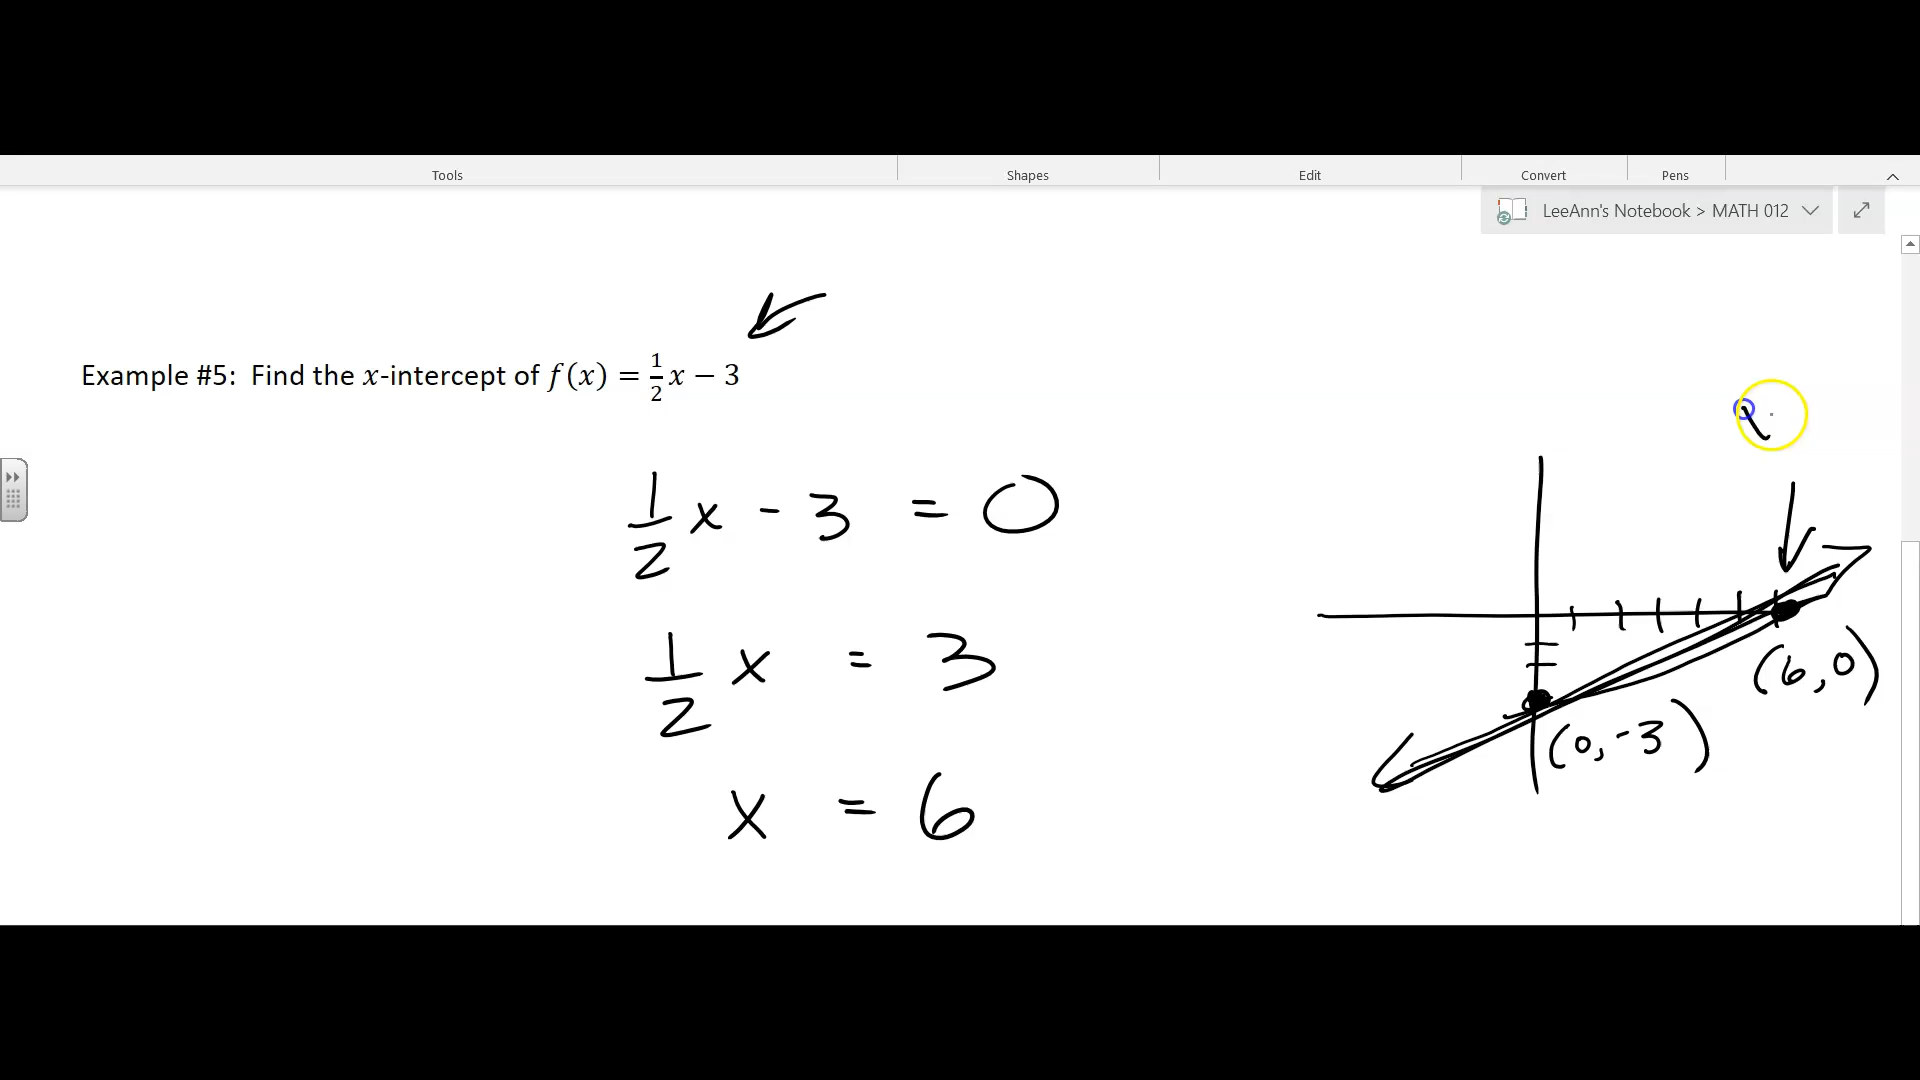 Tools Shapes Edit Convert Pens
LeeAnn's Notebook > MATH 012
Example #5: Find the x-intercept of f(x) = 1/2 x − 3
1/2 x - 3 = 0
1/2 x = 3
x = 6
(6, 0)
(0, -3)